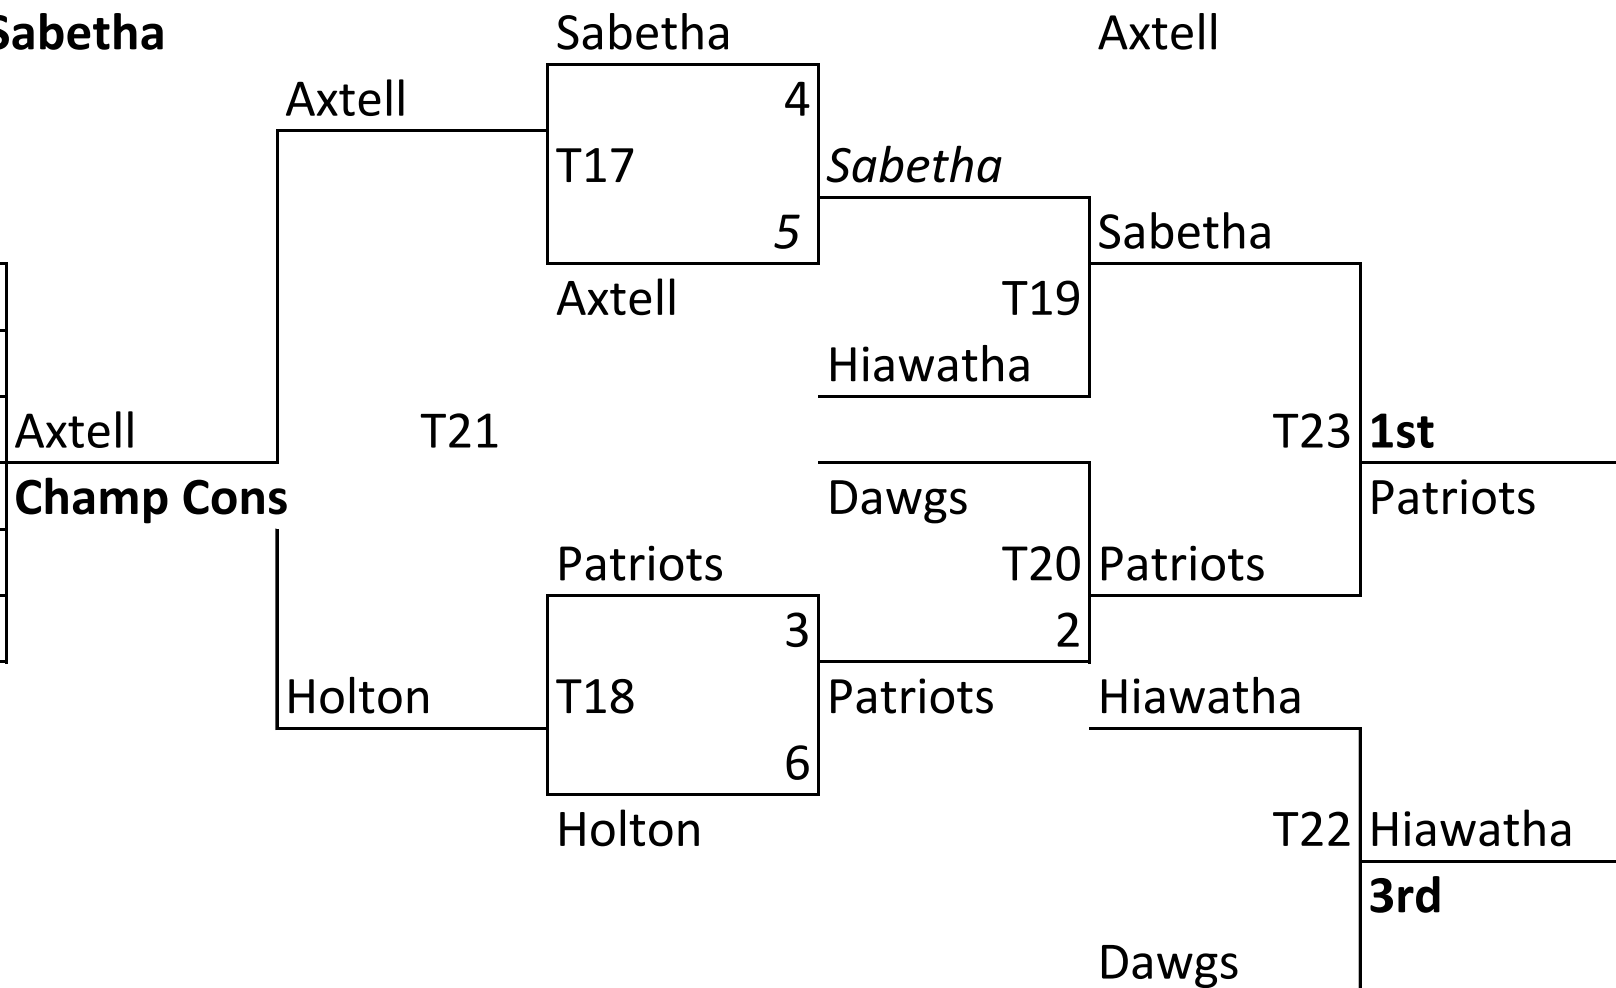 Sabetha Sabetha Axtell
Axtell 4
T17 Sabetha
5 Sabetha
Axtell T19
Hiawatha
Axtell T21 T23 1st
Champ Cons Dawgs Patriots
Patriots T20 Patriots
3 2
Holton T18 Patriots Hiawatha
6
Holton T22 Hiawatha
3rd
Dawgs